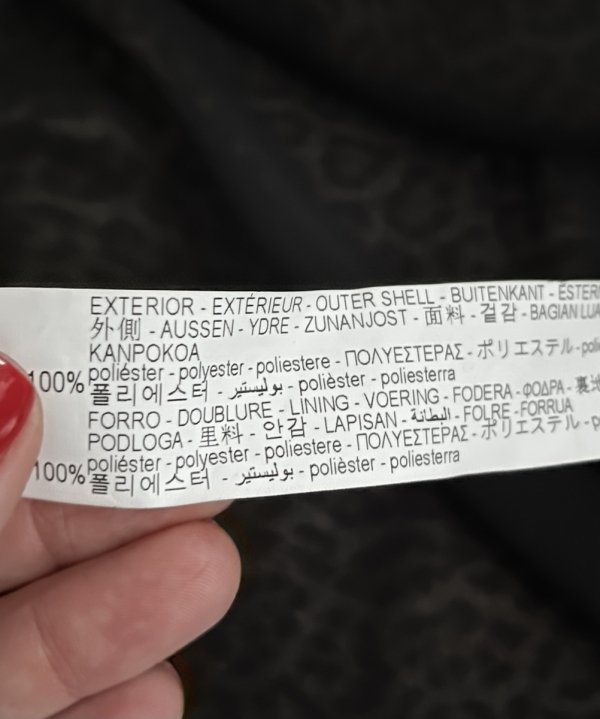 EXTERIOR - EXTÉRIEUR - OUTER SHELL - BUITENKANT - ESTERI
外側 - AUSSEN - YDRE - ZUNANJOST - 面料 - 겉감 - BAGIAN LUA
KANPOKOA
100% poliéster - polyester - poliestere - ΠΟΛΥΕΣΤΕΡΑΣ - ポリエステル - polie
폴리에스터 - بوليستير - polièster - poliesterra
FORRO - DOUBLURE - LINING - VOERING - FODERA - ΦΟΔΡΑ - 裏地
PODLOGA - 里料 - 안감 - LAPISAN - البطانة - FOLRE - FORRUA
100% poliéster - polyester - poliestere - ΠΟΛΥΕΣΤΕΡΑΣ - ポリエステル - p
폴리에스터 - بوليستير - polièster - poliesterra